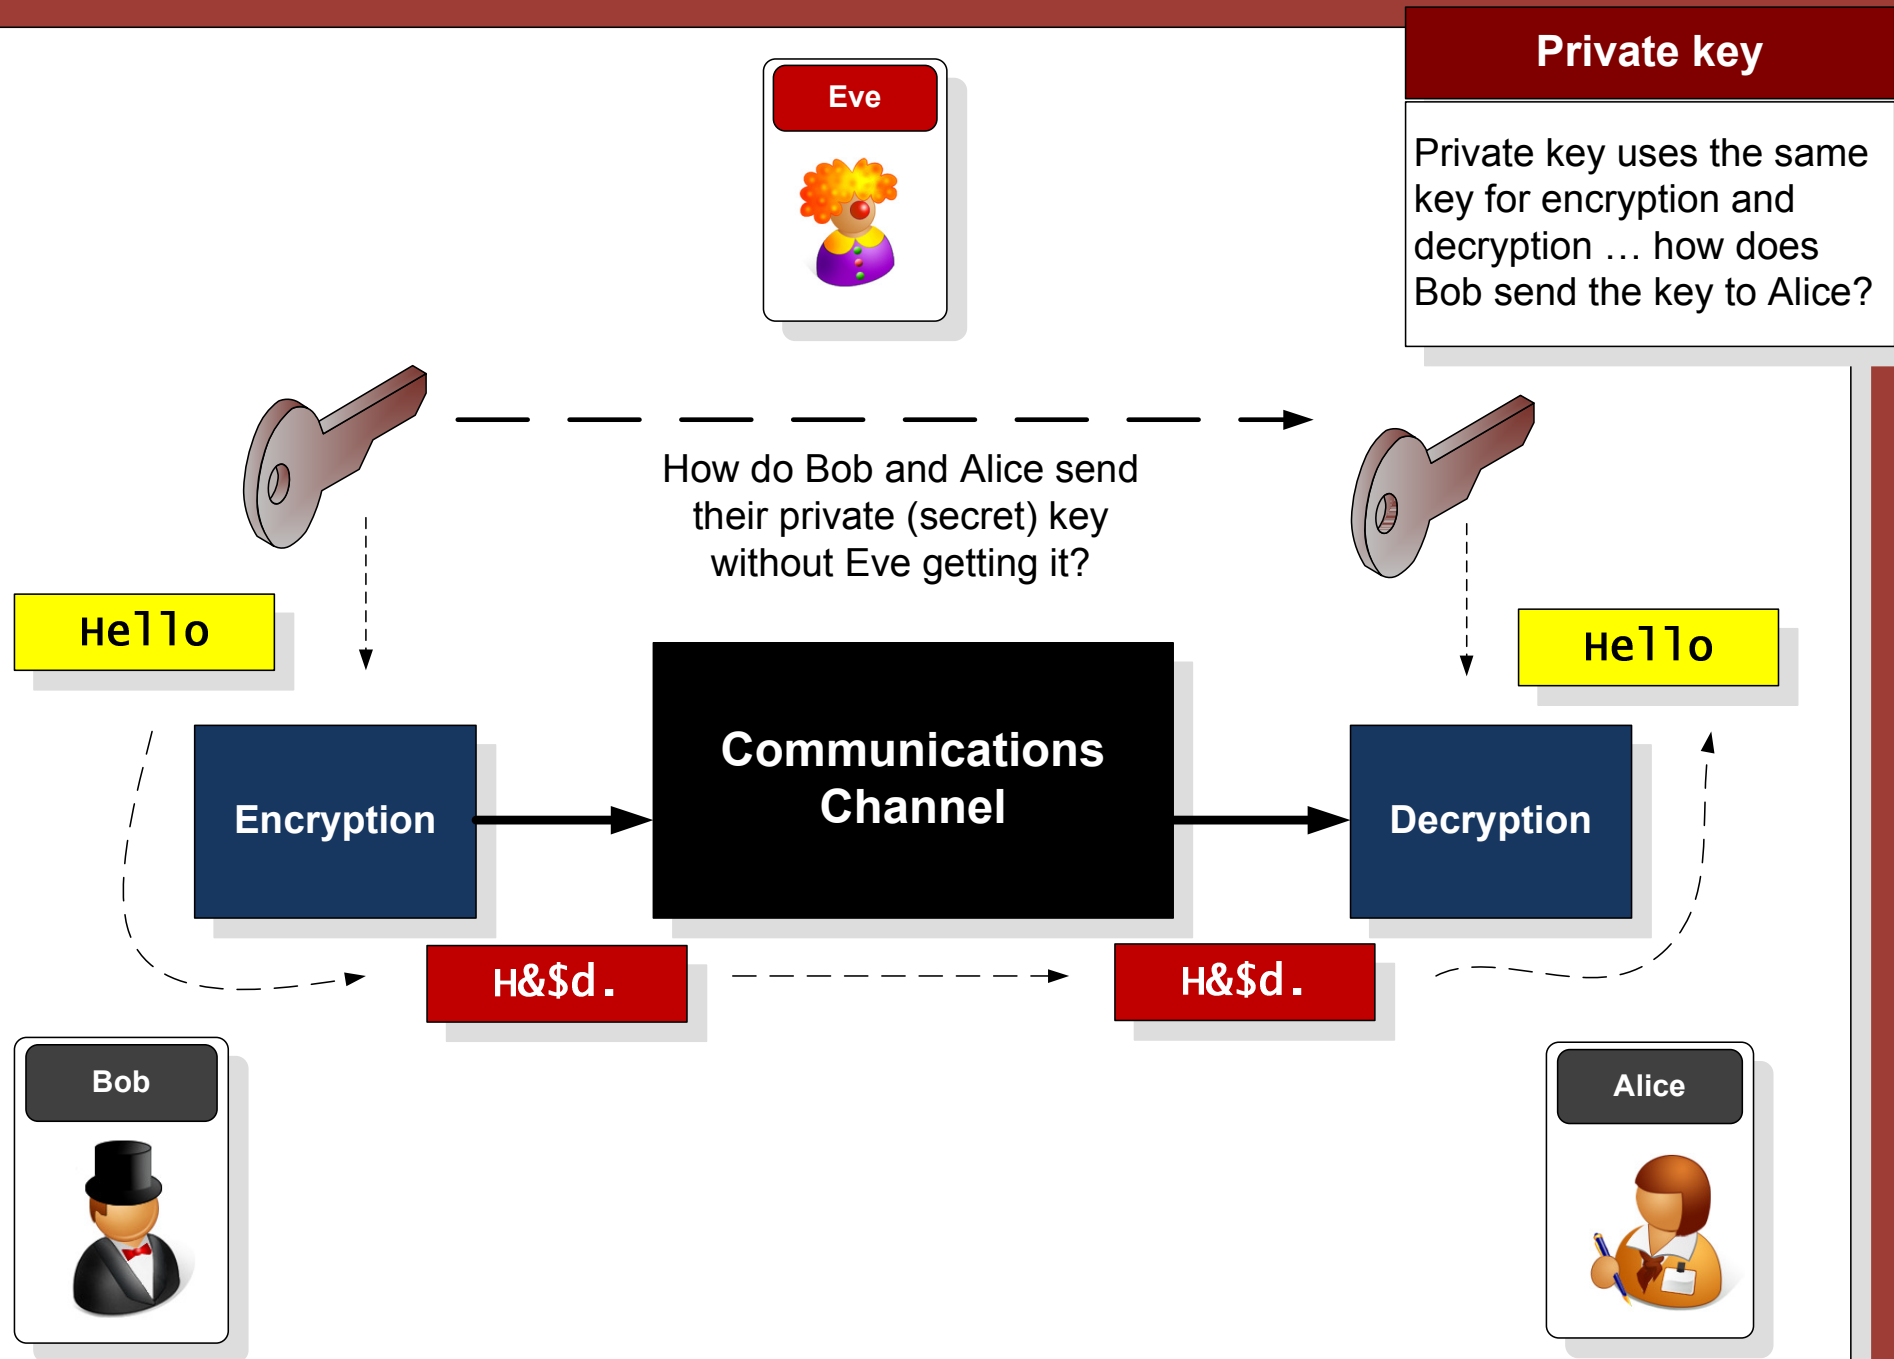 Private key
Private key uses the same
key for encryption and
decryption … how does
Bob send the key to Alice?
Eve
How do Bob and Alice send
their private (secret) key
without Eve getting it?
Hello
Hello
Encryption
Communications
Channel
Decryption
H&$d.
H&$d.
Bob
Alice